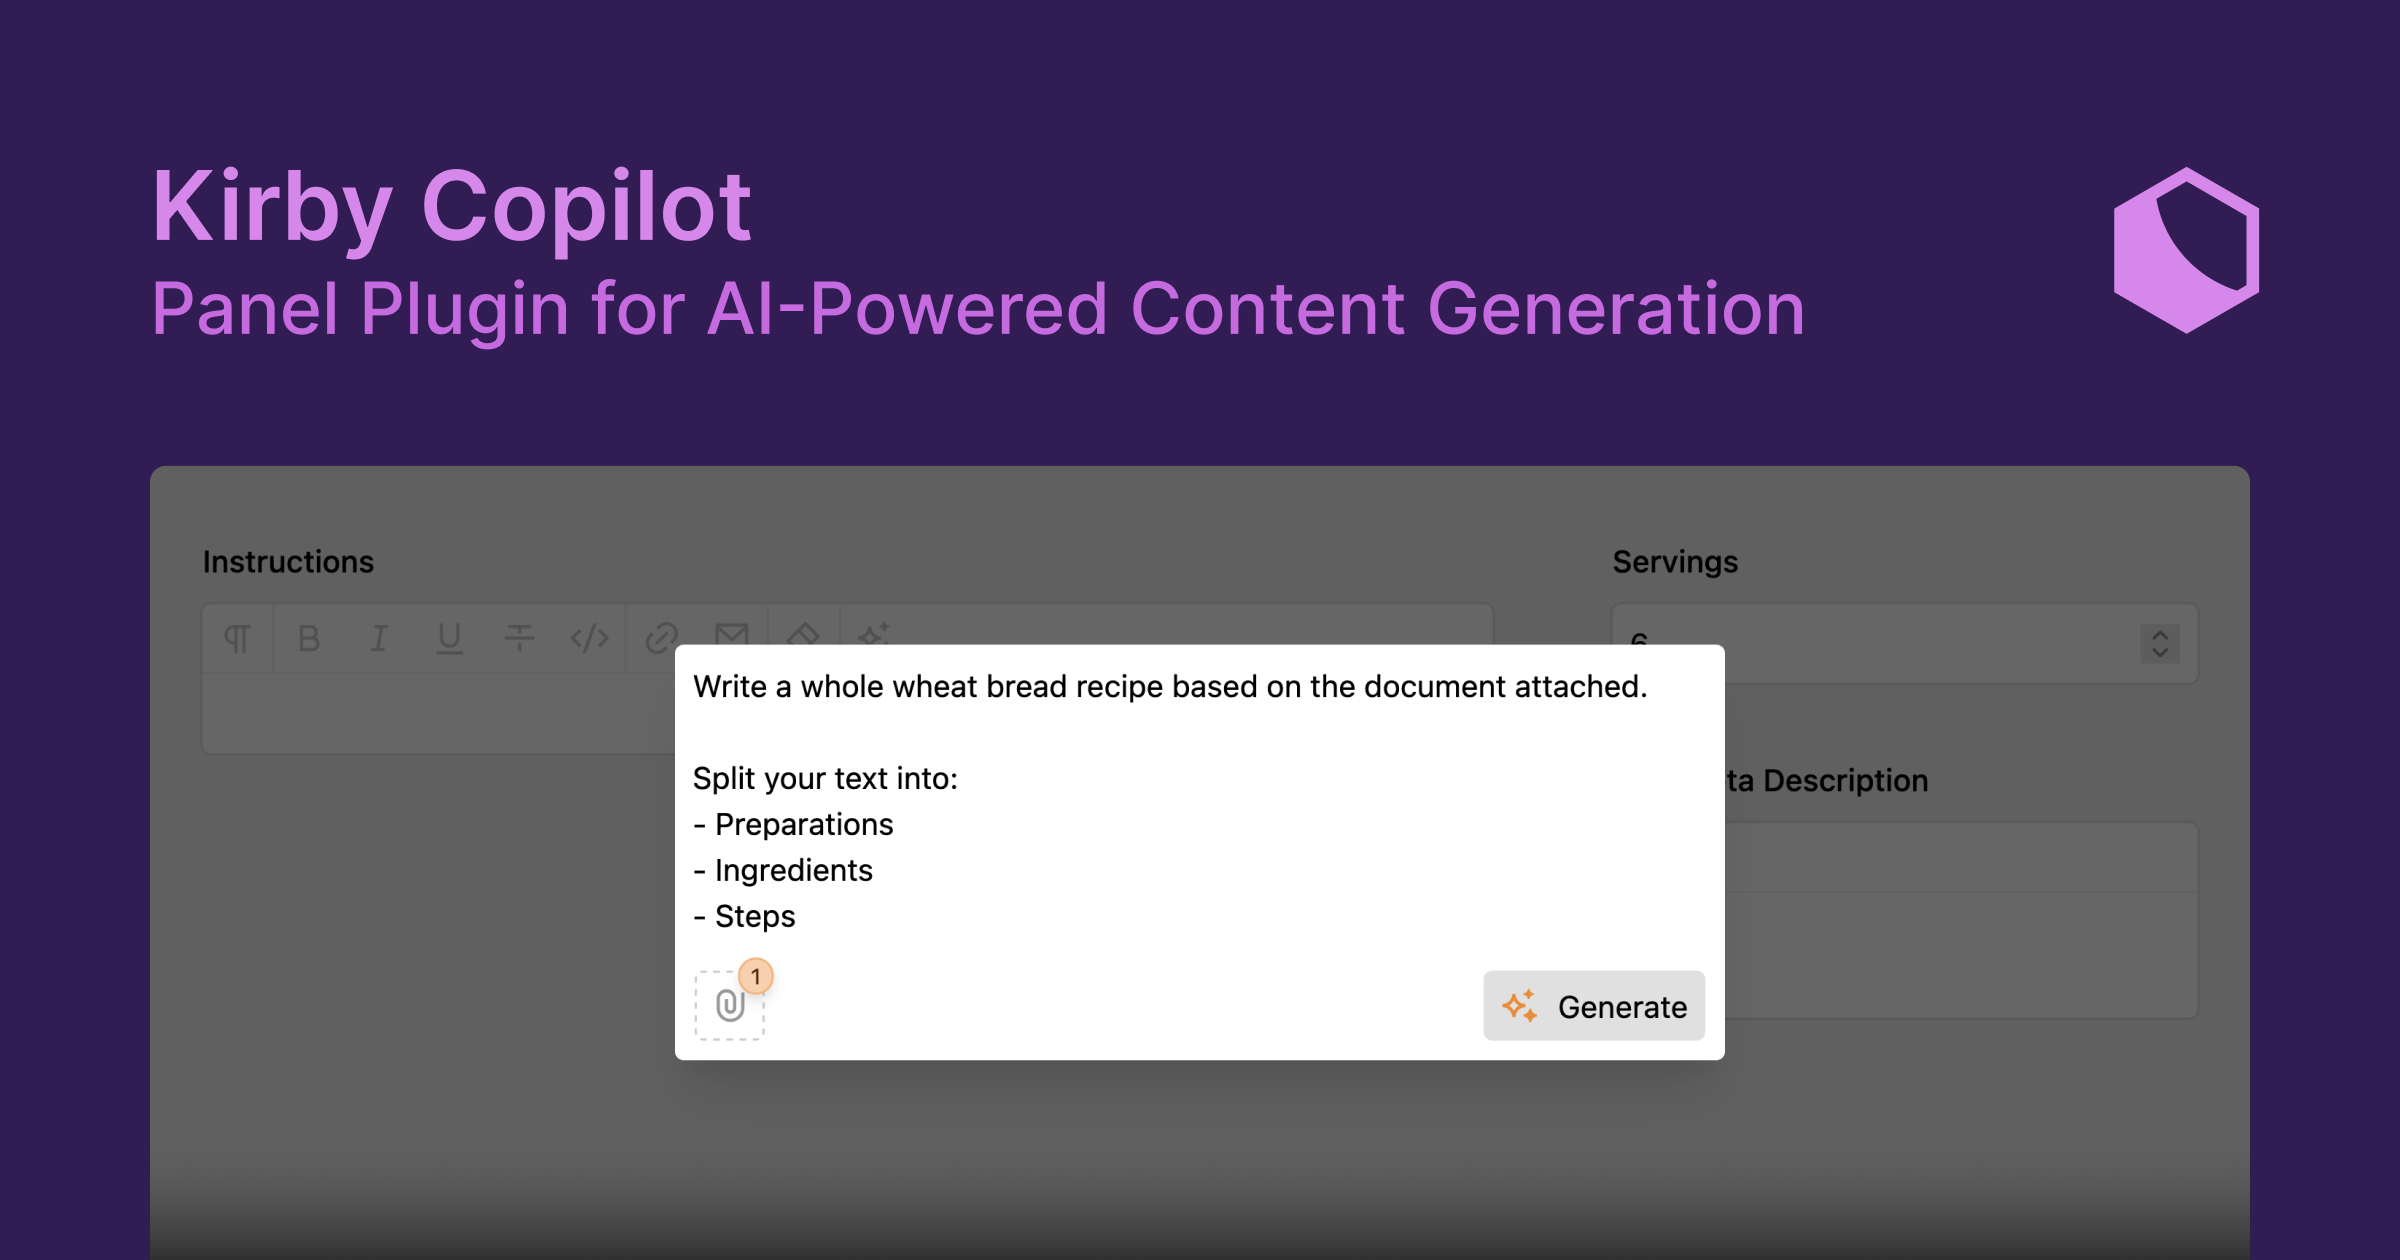 Kirby Copilot
Panel Plugin for AI-Powered Content Generation
Instructions
Servings
B I U
6
Write a whole wheat bread recipe based on the document attached.
Split your text into:
- Preparations
- Ingredients
- Steps
ta Description
1
Generate